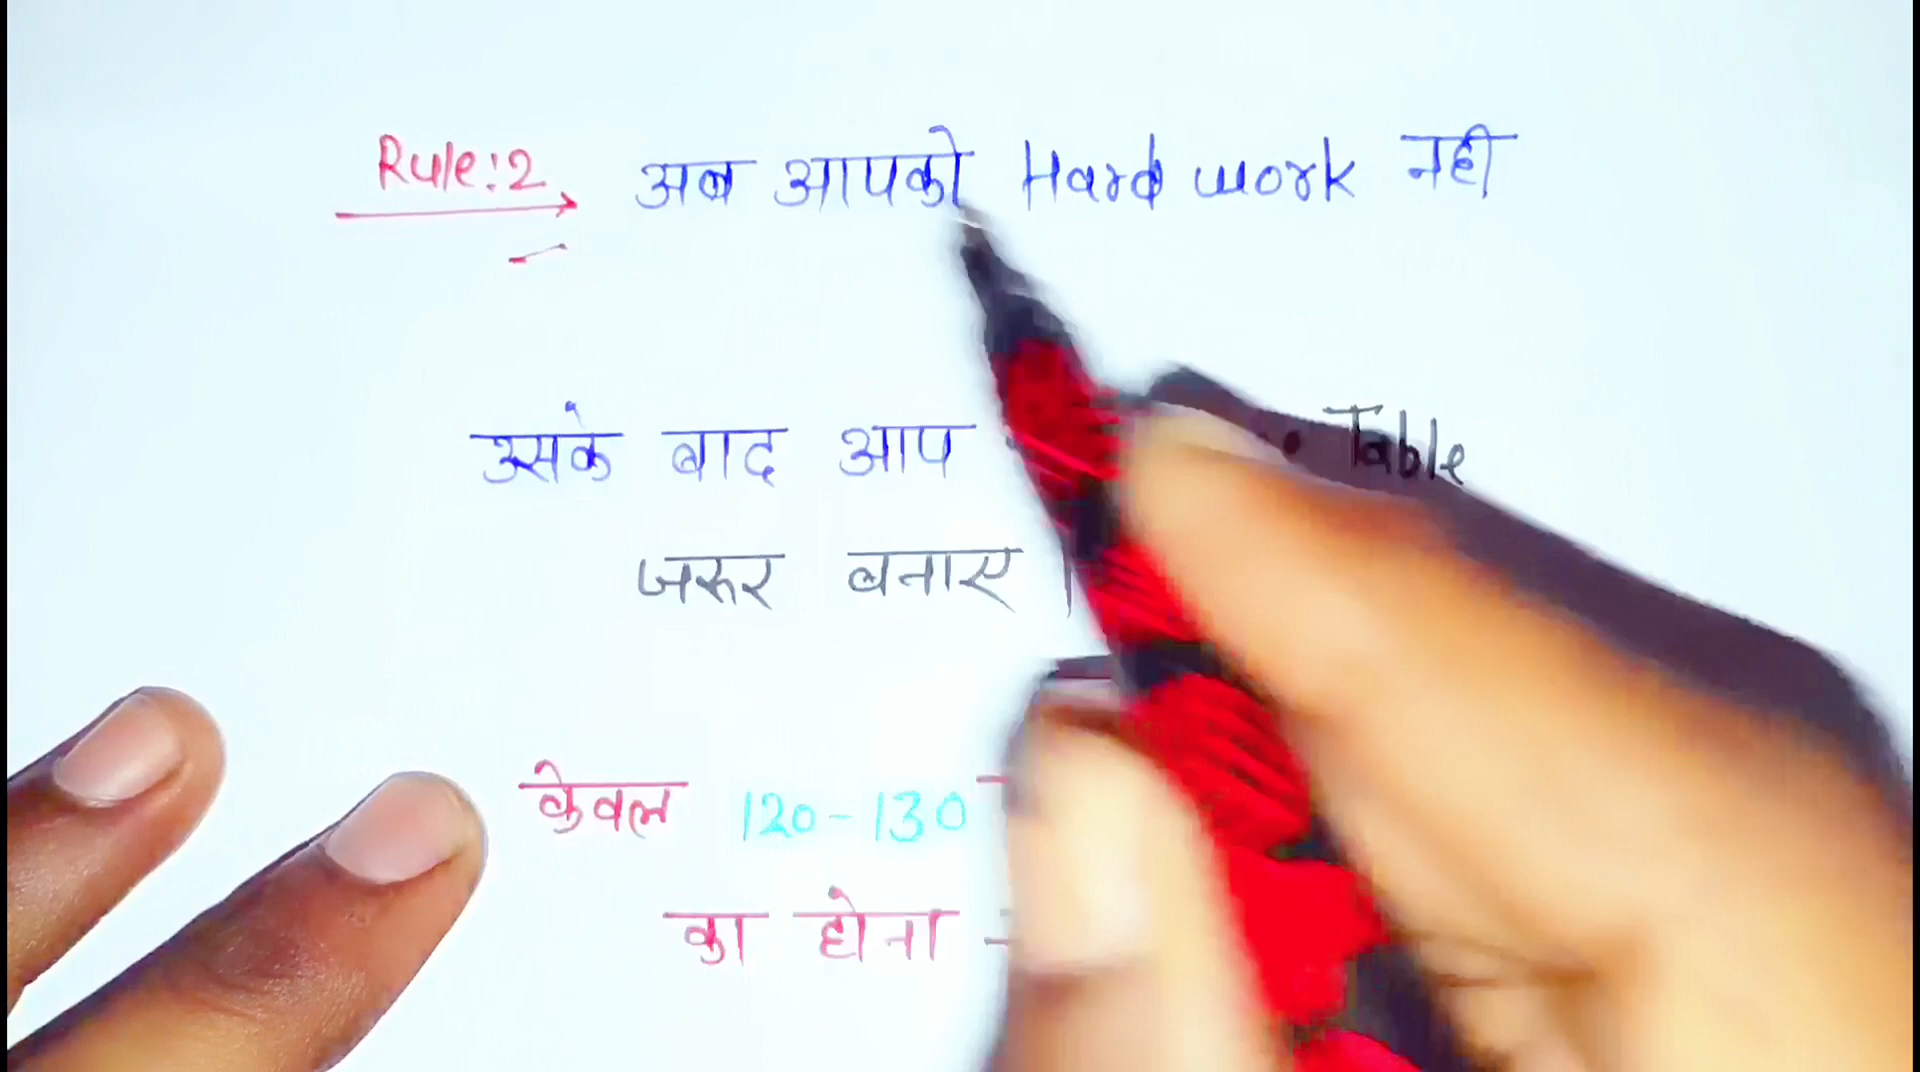 Rule:2 अब आपको Hard work नही
उसके बाद आप Table
जरूर बनाए ।
केवल 120-130
का होना